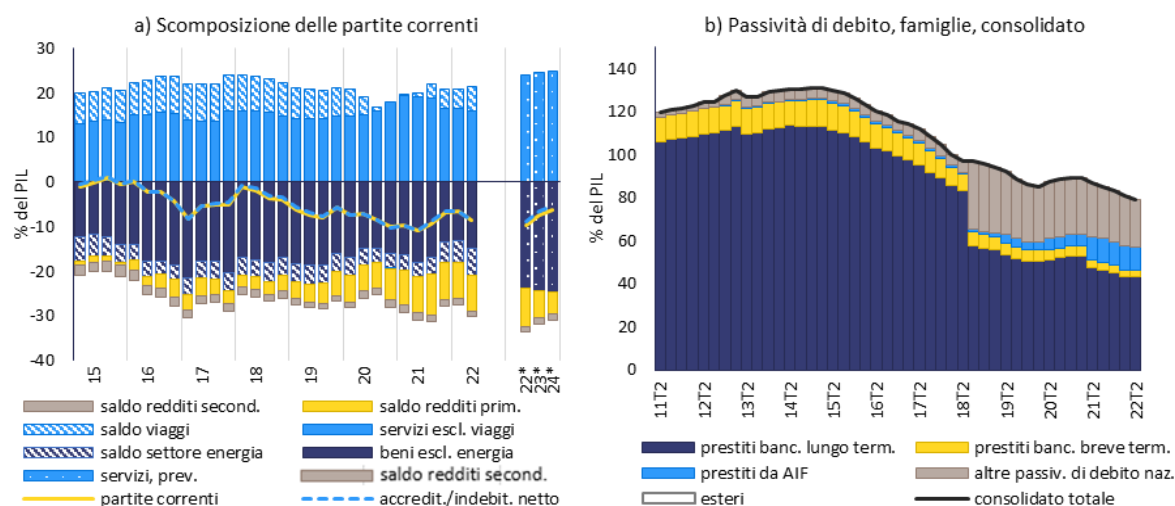 a) Scomposizione delle partite correnti
% del PIL
30
20
10
0
-10
-20
-30
-40
15
16
17
18
19
20
21
22
22*
23*
24*
saldo redditi second.
saldo redditi prim.
saldo viaggi
servizi escl. viaggi
saldo settore energia
beni escl. energia
servizi, prev.
saldo redditi second.
partite correnti
accredit./indebit. netto
b) Passività di debito, famiglie, consolidato
% del PIL
140
120
100
80
60
40
20
0
11T2
12T2
13T2
14T2
15T2
16T2
17T2
18T2
19T2
20T2
21T2
22T2
prestiti banc. lungo term.
prestiti banc. breve term.
prestiti da AIF
altre passiv. di debito naz.
esteri
consolidato totale